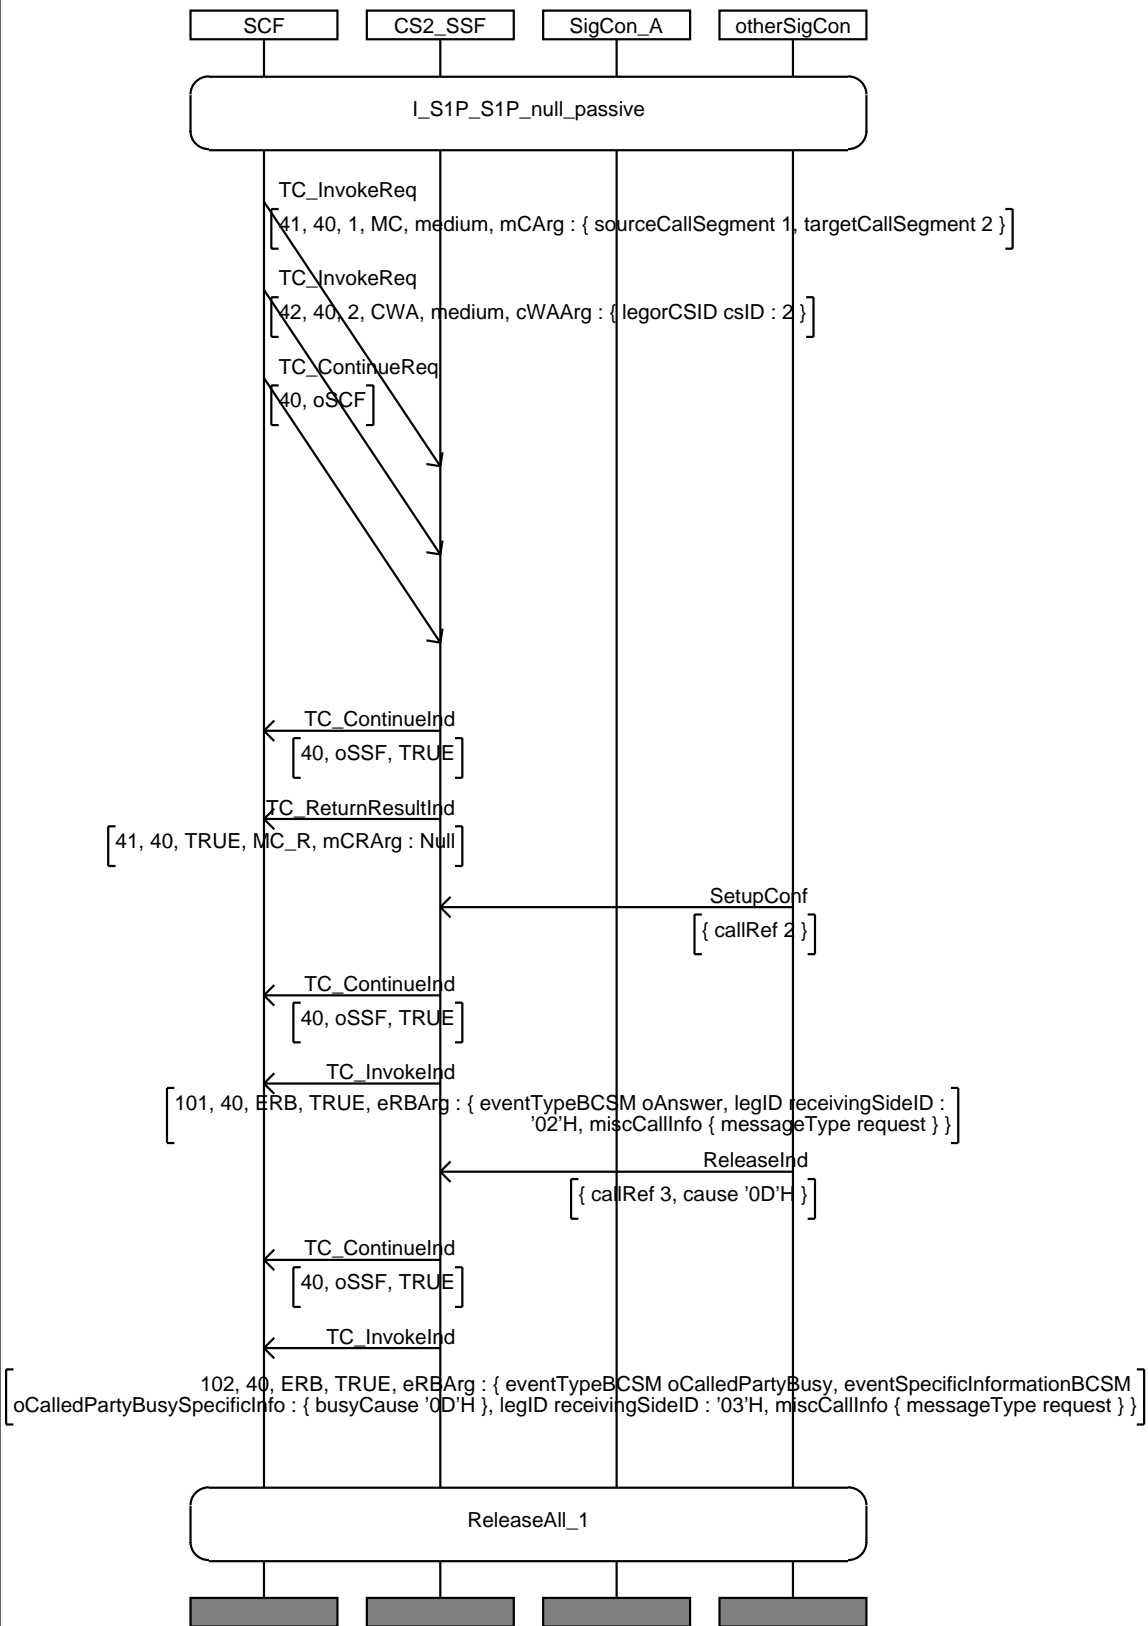 SCF CS2_SSF SigCon_A otherSigCon
I_S1P_S1P_null_passive
TC_InvokeReq
41, 40, 1, MC, medium, mCArg : { sourceCallSegment 1, targetCallSegment 2 }
TC_InvokeReq
42, 40, 2, CWA, medium, cWAArg : { legorCSID csID : 2 }
TC_ContinueReq
40, oSCF
TC_ContinueInd
40, oSSF, TRUE
TC_ReturnResultInd
41, 40, TRUE, MC_R, mCRArg : Null
SetupConf
{ callRef 2 }
TC_ContinueInd
40, oSSF, TRUE
TC_InvokeInd
101, 40, ERB, TRUE, eRBArg : { eventTypeBCSM oAnswer, legID receivingSideID :
'02'H, miscCallInfo { messageType request } }
ReleaseInd
{ callRef 3, cause '0D'H }
TC_ContinueInd
40, oSSF, TRUE
TC_InvokeInd
102, 40, ERB, TRUE, eRBArg : { eventTypeBCSM oCalledPartyBusy, eventSpecificInformationBCSM
oCalledPartyBusySpecificInfo : { busyCause '0D'H }, legID receivingSideID : '03'H, miscCallInfo { messageType request } }
ReleaseAll_1